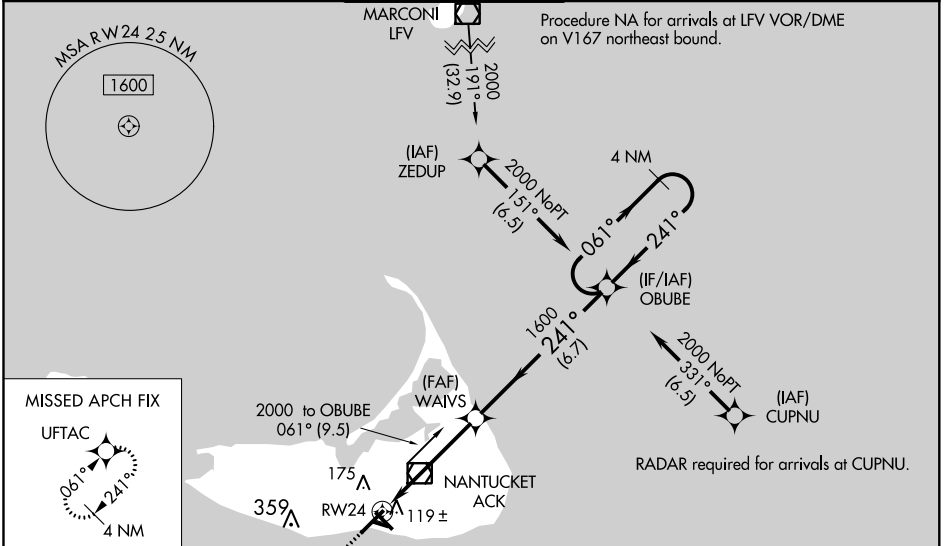 MSA RW24 25 NM
1600
MARCONI
LFV
Procedure NA for arrivals at LFV VOR/DME
on V167 northeast bound.
2000
191°
(32.9)
(IAF)
ZEDUP
2000 NoPT
151°
(6.5)
4 NM
061°
241°
(IF/IAF)
OBUBE
1600
241°
(6.7)
2000 NoPT
331°
(6.5)
(IAF)
CUPNU
RADAR required for arrivals at CUPNU.
(FAF)
WAIVS
2000 to OBUBE
061° (9.5)
NANTUCKET
ACK
175
359
RW24
119 ±
MISSED APCH FIX
UFTAC
061°
241°
4 NM